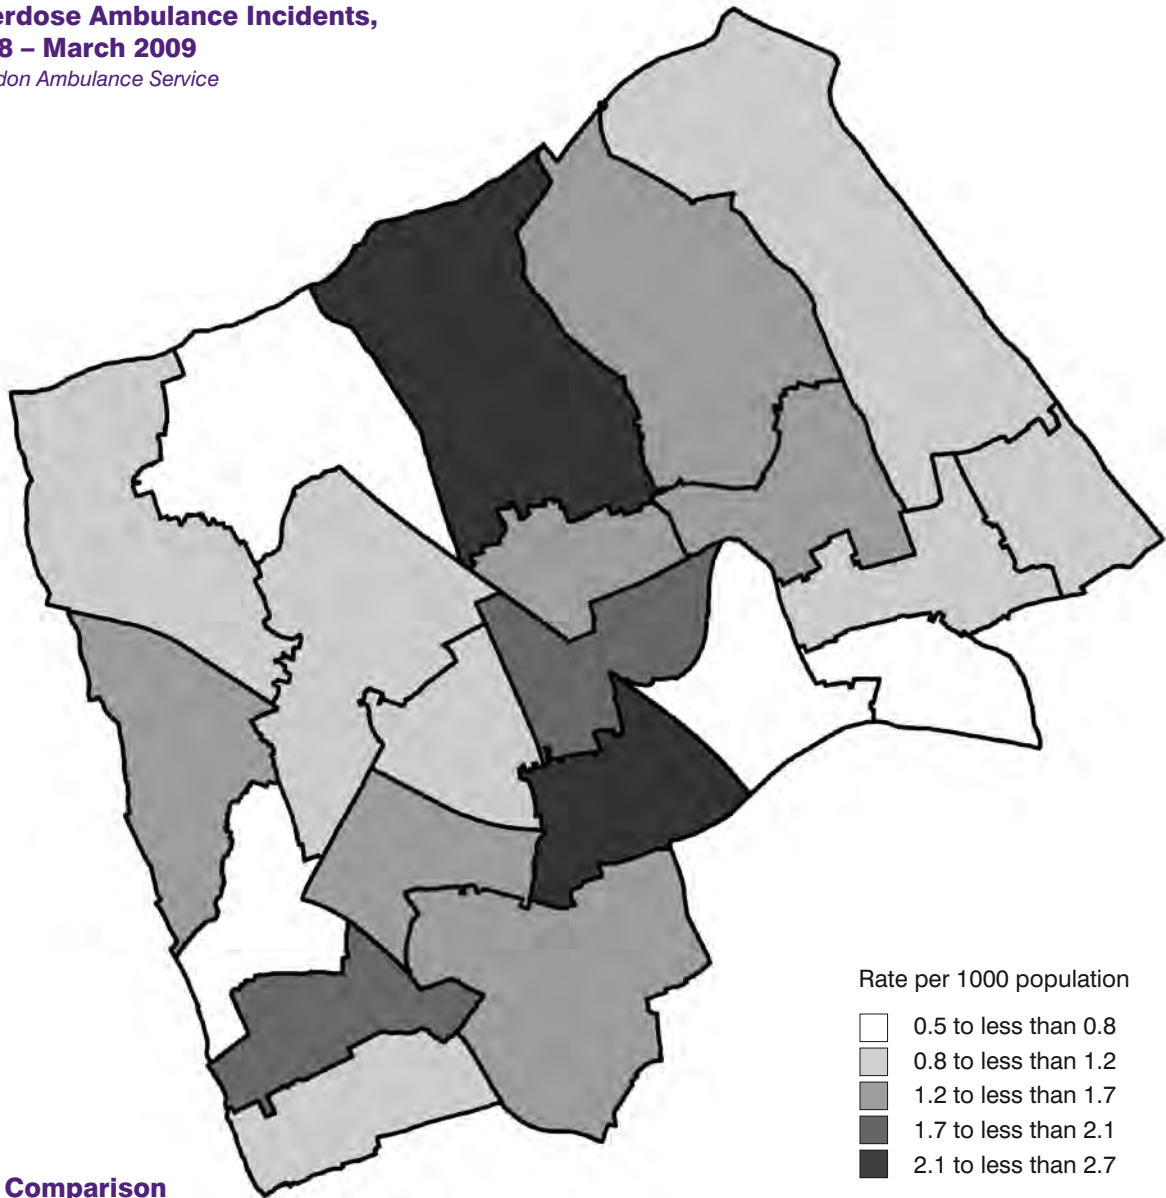 erdose Ambulance Incidents,
8 – March 2009
don Ambulance Service
Rate per 1000 population
0.5 to less than 0.8
0.8 to less than 1.2
1.2 to less than 1.7
1.7 to less than 2.1
2.1 to less than 2.7
Comparison